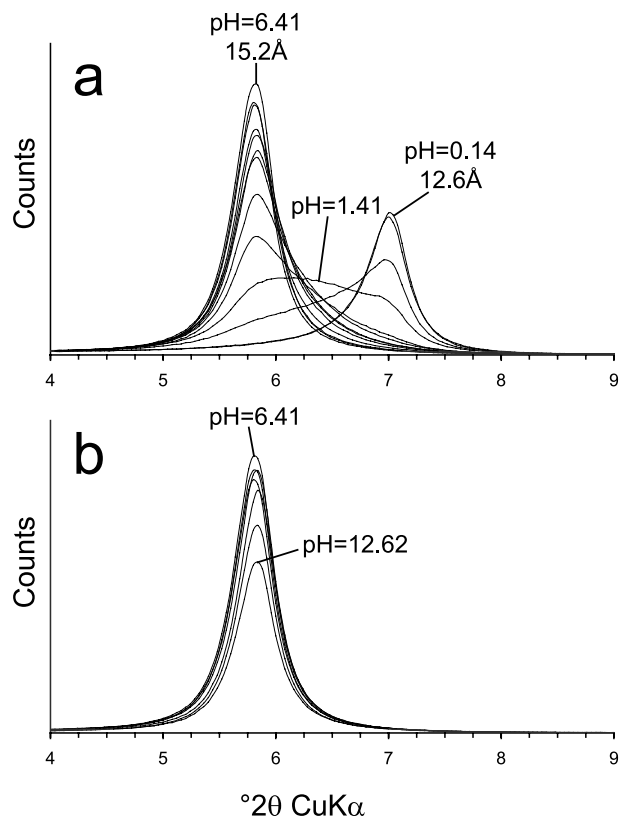 a
pH=6.41
15.2Å
pH=0.14
12.6Å
pH=1.41
Counts
4 5 6 7 8 9
b
pH=6.41
pH=12.62
Counts
4 5 6 7 8 9
°2θ CuKα